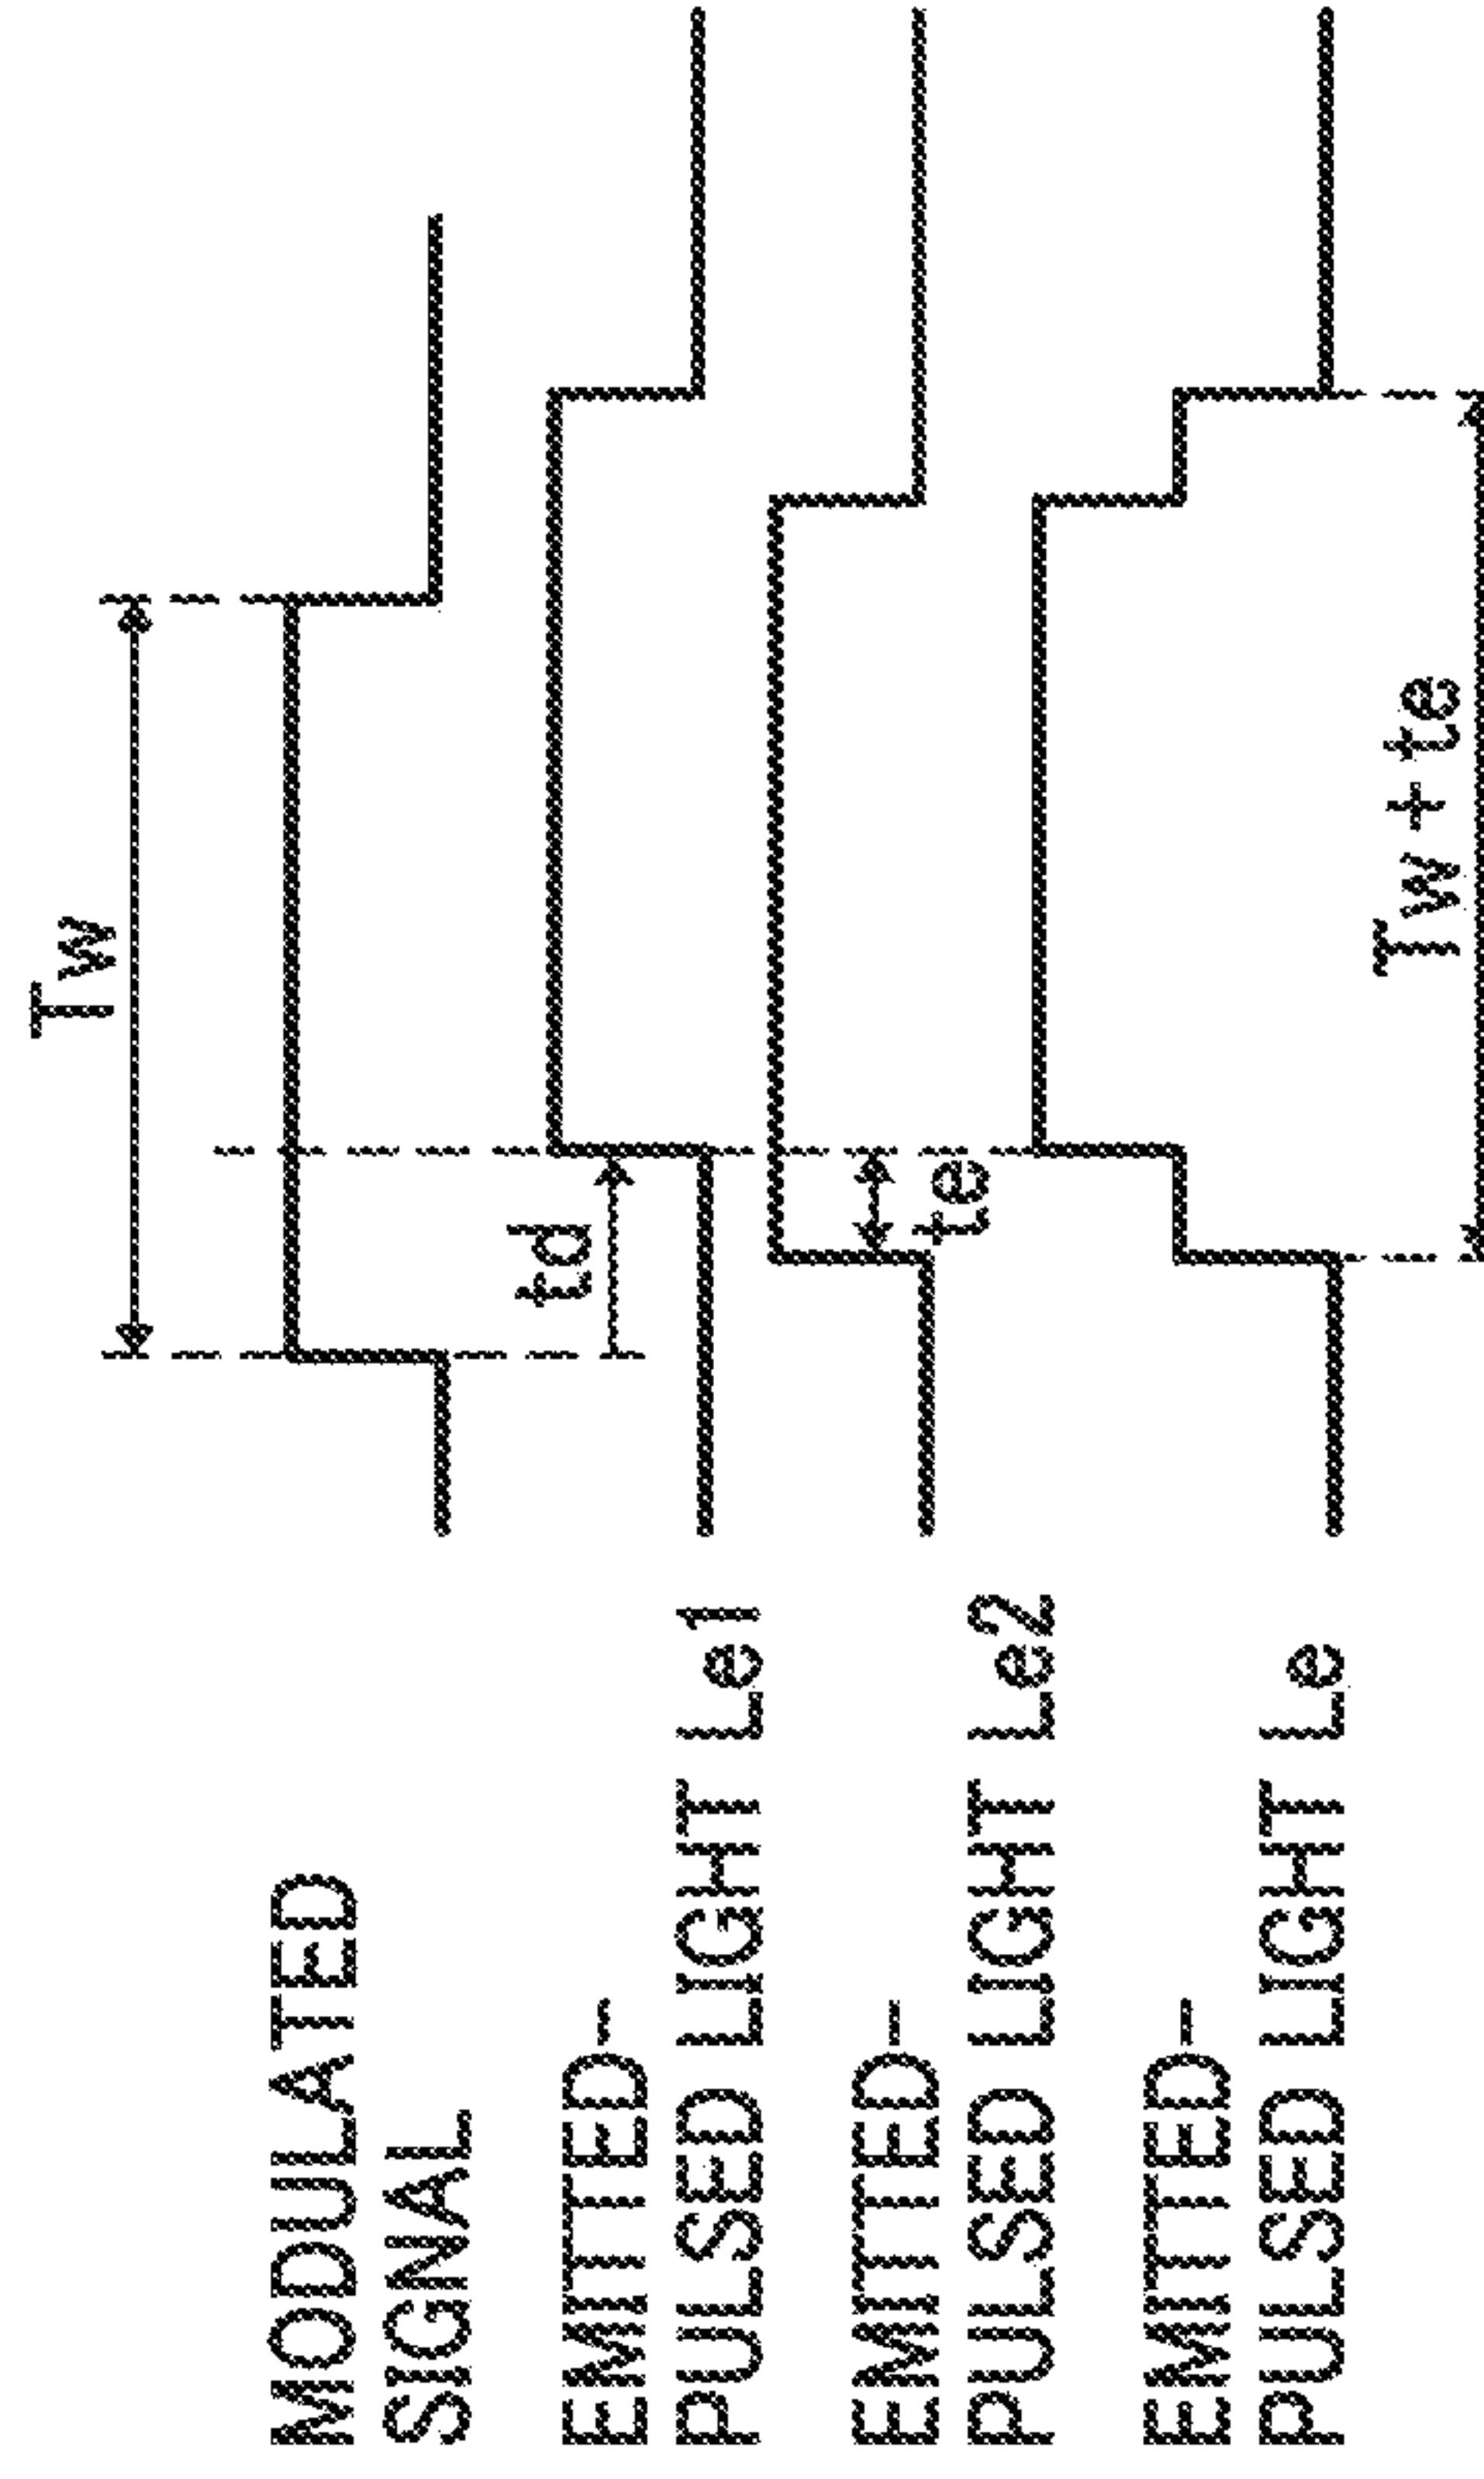 Tw
MODULATED
SIGNAL
td
EMITTED-
PULSED LIGHT Le1
te
EMITTED-
PULSED LIGHT Le2
EMITTED-
PULSED LIGHT Le
Tw+te